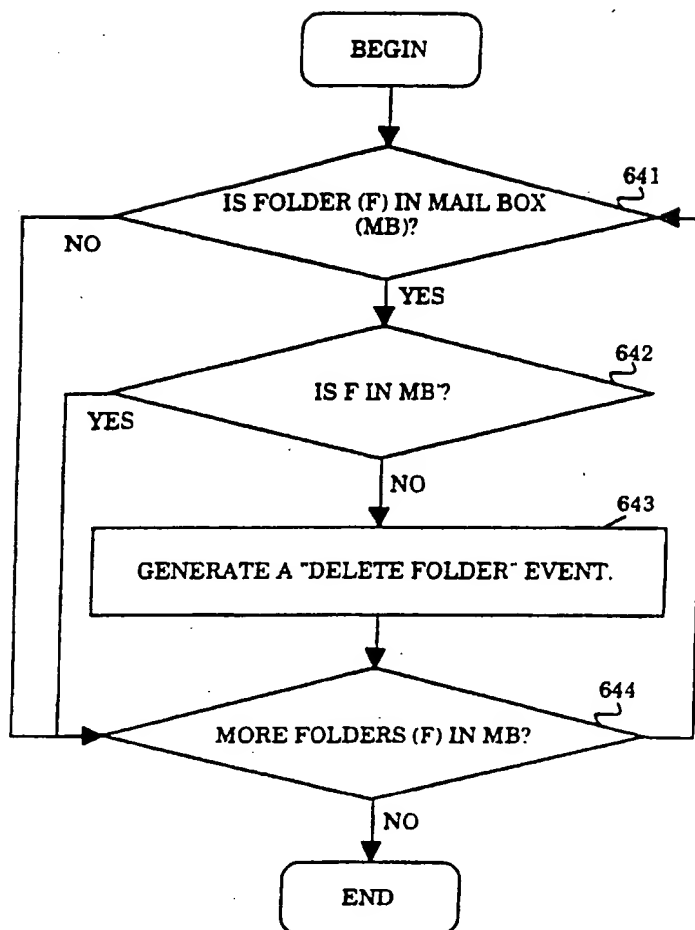 BEGIN
641
IS FOLDER (F) IN MAIL BOX
(MB)?
NO
YES
642
IS F IN MB'?
YES
NO
643
GENERATE A "DELETE FOLDER" EVENT.
644
MORE FOLDERS (F) IN MB?
NO
END